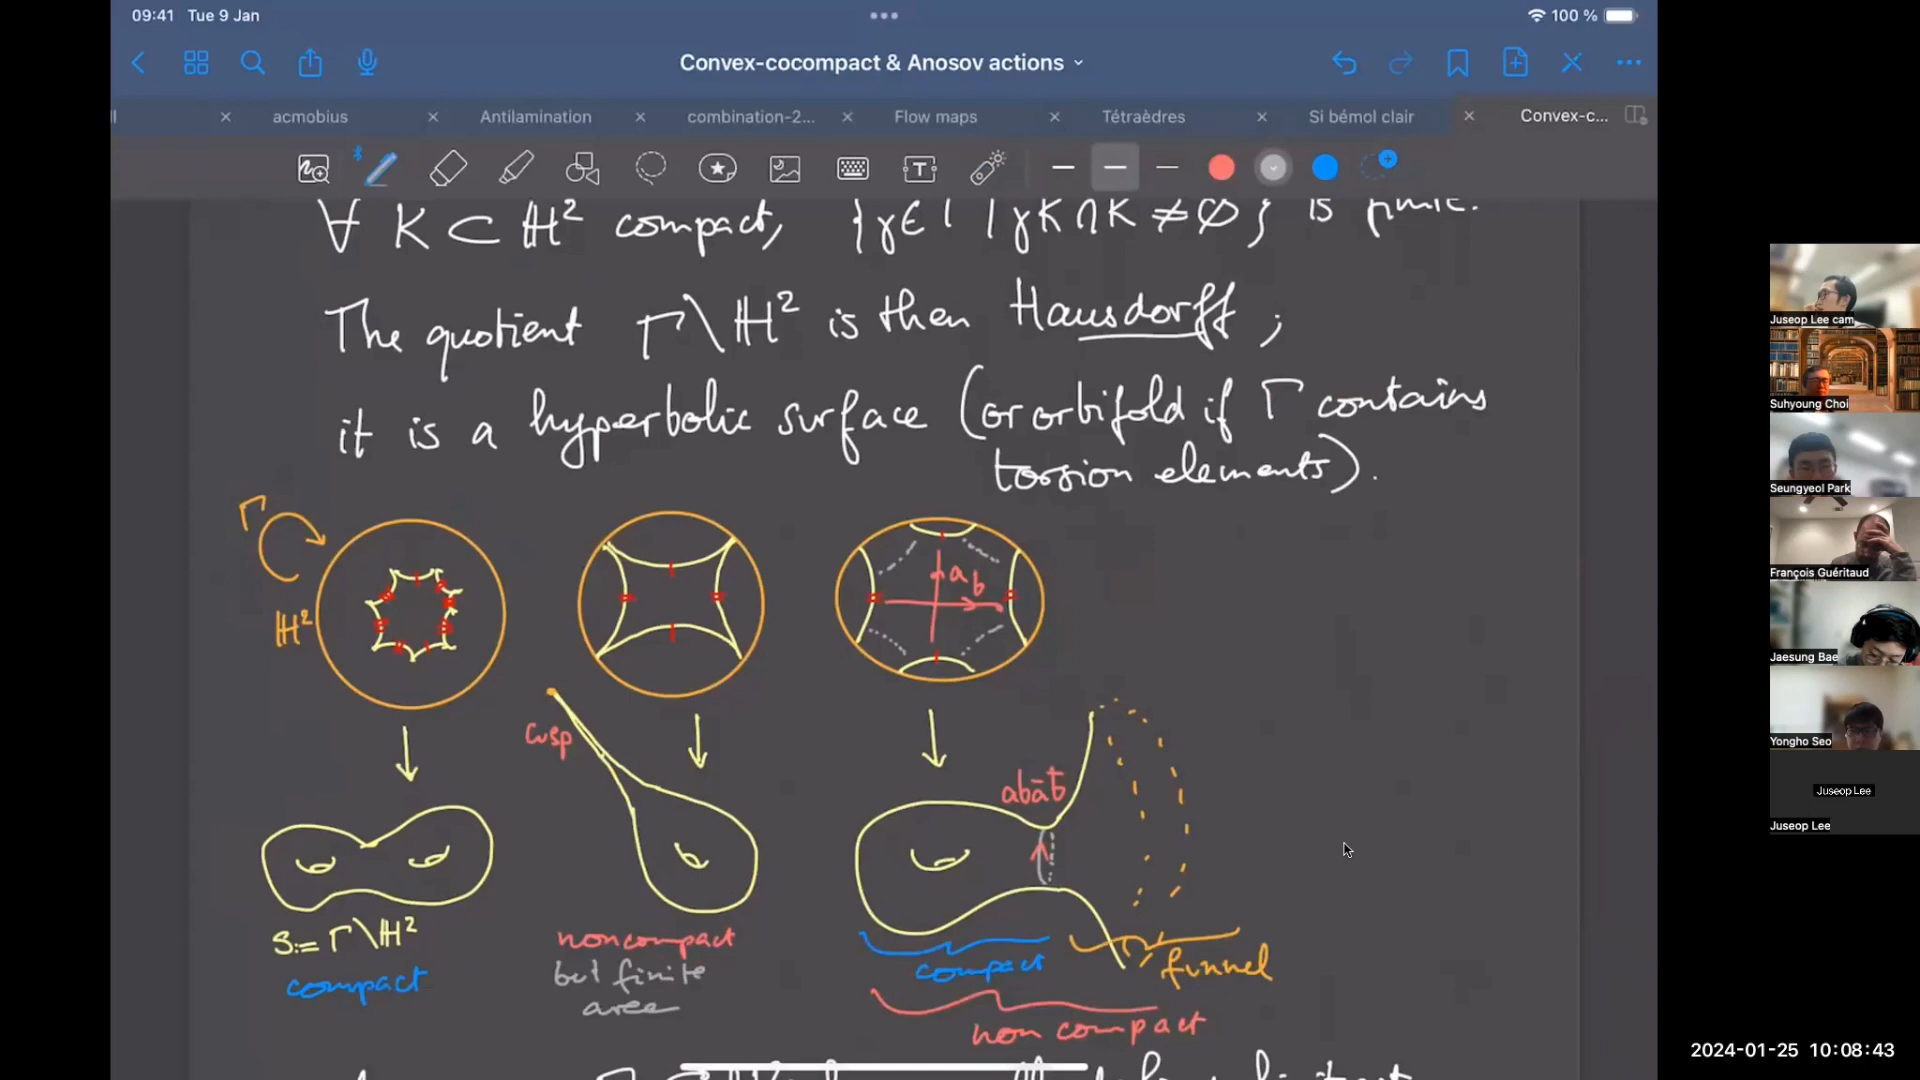 09:41 Tue 9 Jan
100 %
Convex-cocompact & Anosov actions
acmobius
Antilamination
combination-2...
Flow maps
Tétraèdres
Si bémol clair
Convex-c...
∀ K ⊂ ℍ² compact, {γ∈Γ | γK∩K ≠ ∅} is finite.
The quotient Γ\ℍ² is then Hausdorff ;
it is a hyperbolic surface (or orbifold if Γ contains
torsion elements).
Γ
ℍ²
a
b
cusp
abāb̄
S:= Γ\ℍ²
compact
noncompact
but finite
area
compact
funnel
non compact
Juseop Lee cam
Suhyoung Choi
Seungyeol Park
François Guéritaud
Jaesung Bae
Yongho Seo
Juseop Lee
Juseop Lee
2024-01-25 10:08:43